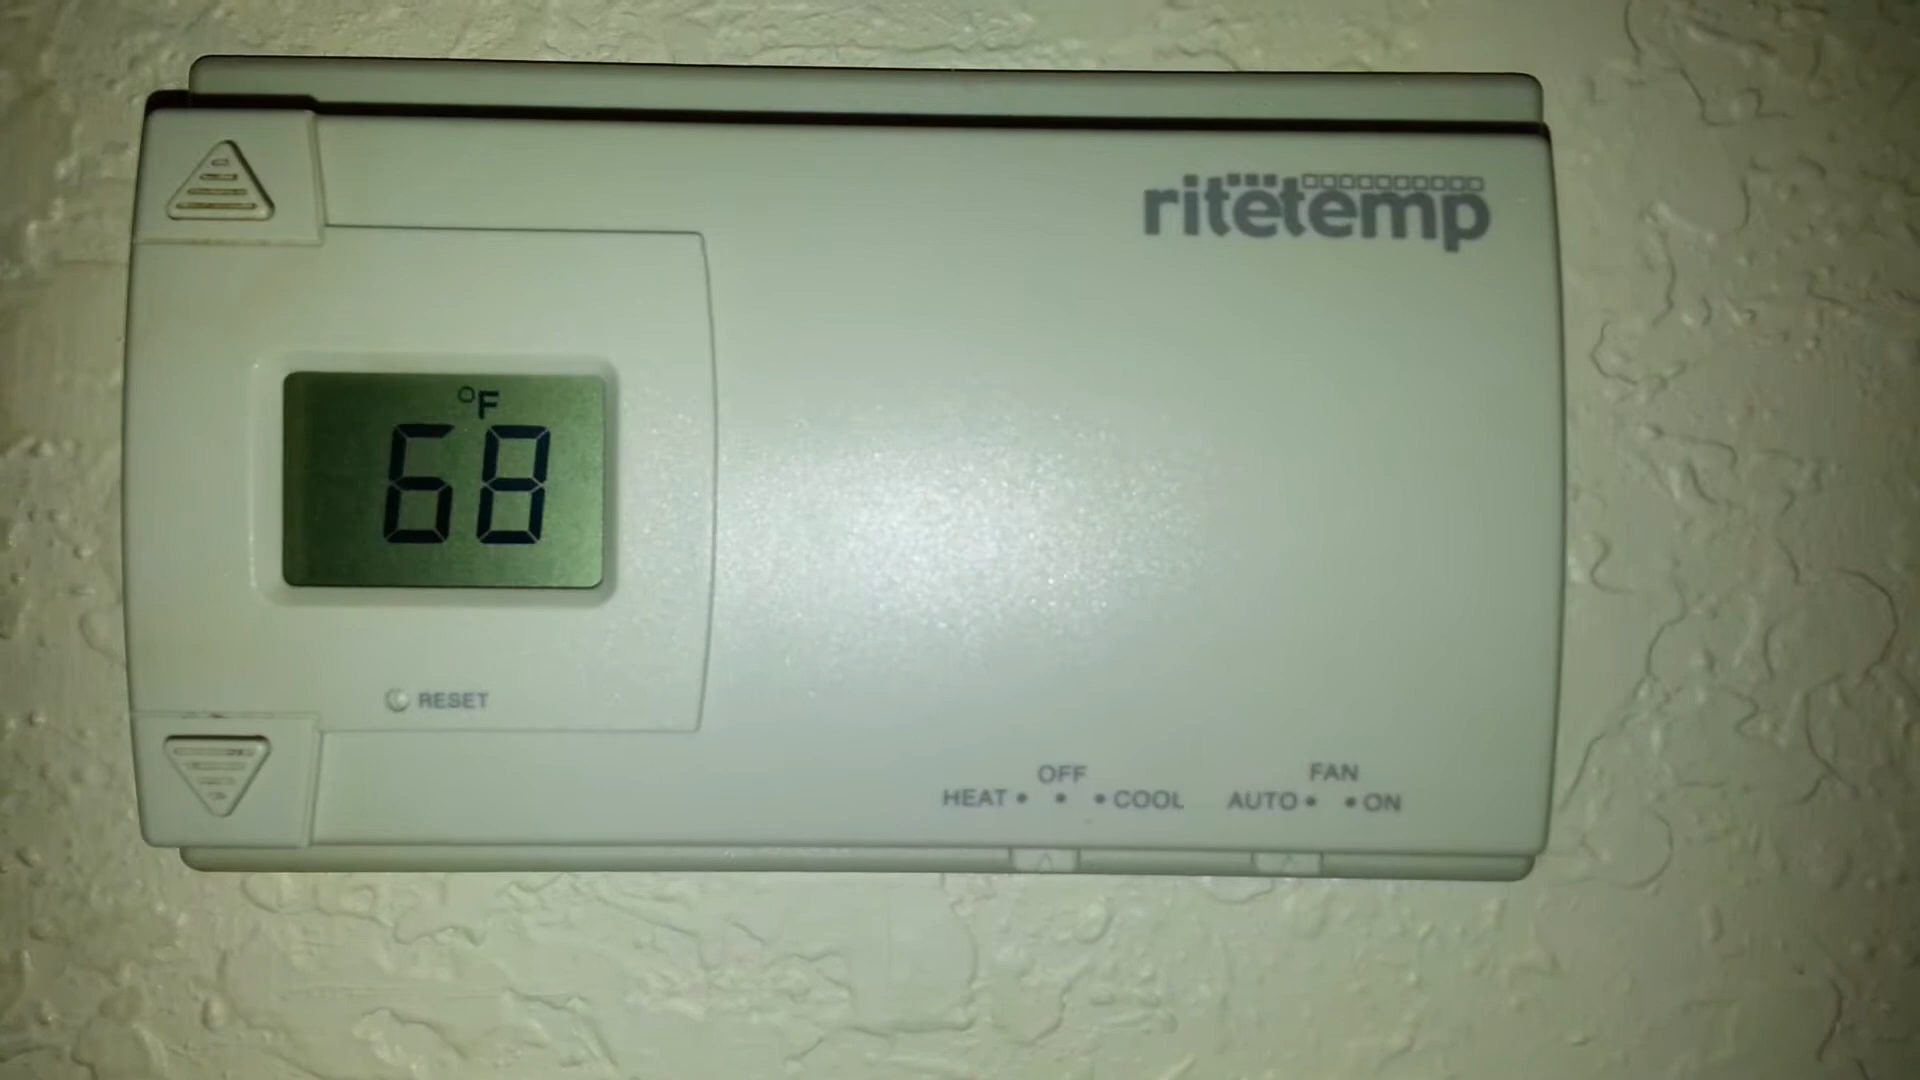 ritetemp
°F
68
RESET
OFF
HEAT • • • COOL
FAN
AUTO • • ON